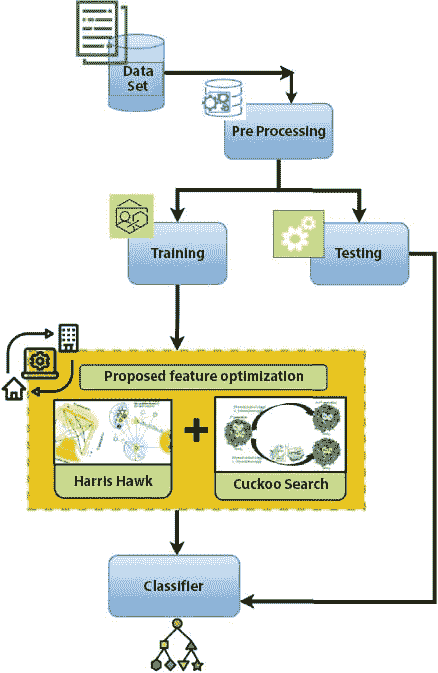 Data
Set
Pre Processing
Training
Testing
Proposed feature optimization
Harris Hawk
Cuckoo Search
Classifier